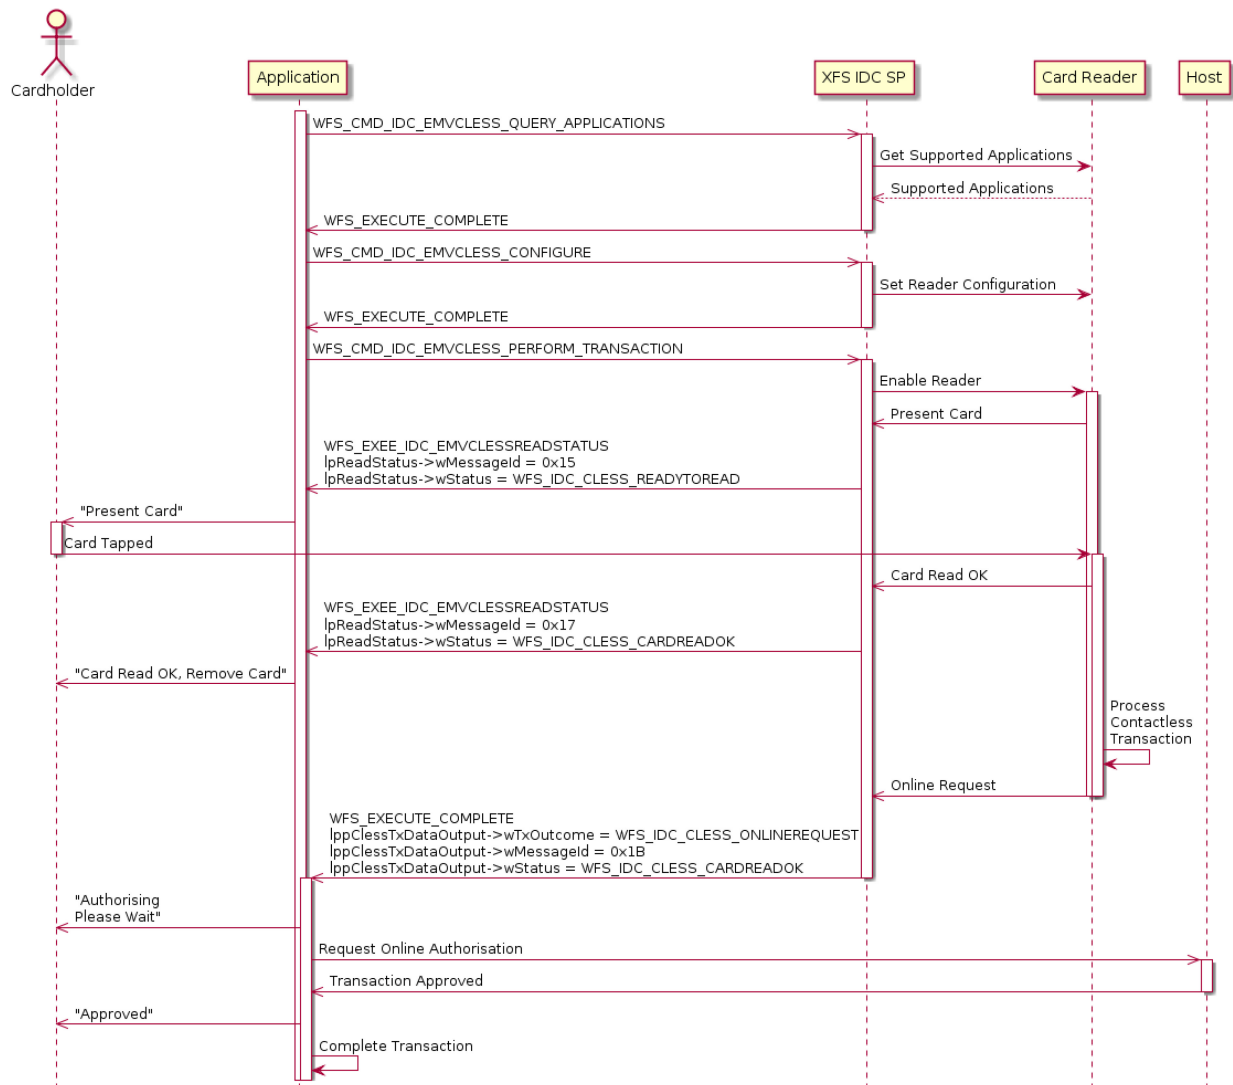 Cardholder
Application
XFS IDC SP
Card Reader
Host
WFS_CMD_IDC_EMVCLESS_QUERY_APPLICATIONS
Get Supported Applications
Supported Applications
WFS_EXECUTE_COMPLETE
WFS_CMD_IDC_EMVCLESS_CONFIGURE
Set Reader Configuration
WFS_EXECUTE_COMPLETE
WFS_CMD_IDC_EMVCLESS_PERFORM_TRANSACTION
Enable Reader
Present Card
WFS_EXEE_IDC_EMVCLESSREADSTATUS
lpReadStatus->wMessageId = 0x15
lpReadStatus->wStatus = WFS_IDC_CLESS_READYTOREAD
"Present Card"
Card Tapped
Card Read OK
WFS_EXEE_IDC_EMVCLESSREADSTATUS
lpReadStatus->wMessageId = 0x17
lpReadStatus->wStatus = WFS_IDC_CLESS_CARDREADOK
"Card Read OK, Remove Card"
Process
Contactless
Transaction
Online Request
WFS_EXECUTE_COMPLETE
lppClessTxDataOutput->wTxOutcome = WFS_IDC_CLESS_ONLINEREQUEST
lppClessTxDataOutput->wMessageId = 0x1B
lppClessTxDataOutput->wStatus = WFS_IDC_CLESS_CARDREADOK
"Authorising
Please Wait"
Request Online Authorisation
Transaction Approved
"Approved"
Complete Transaction